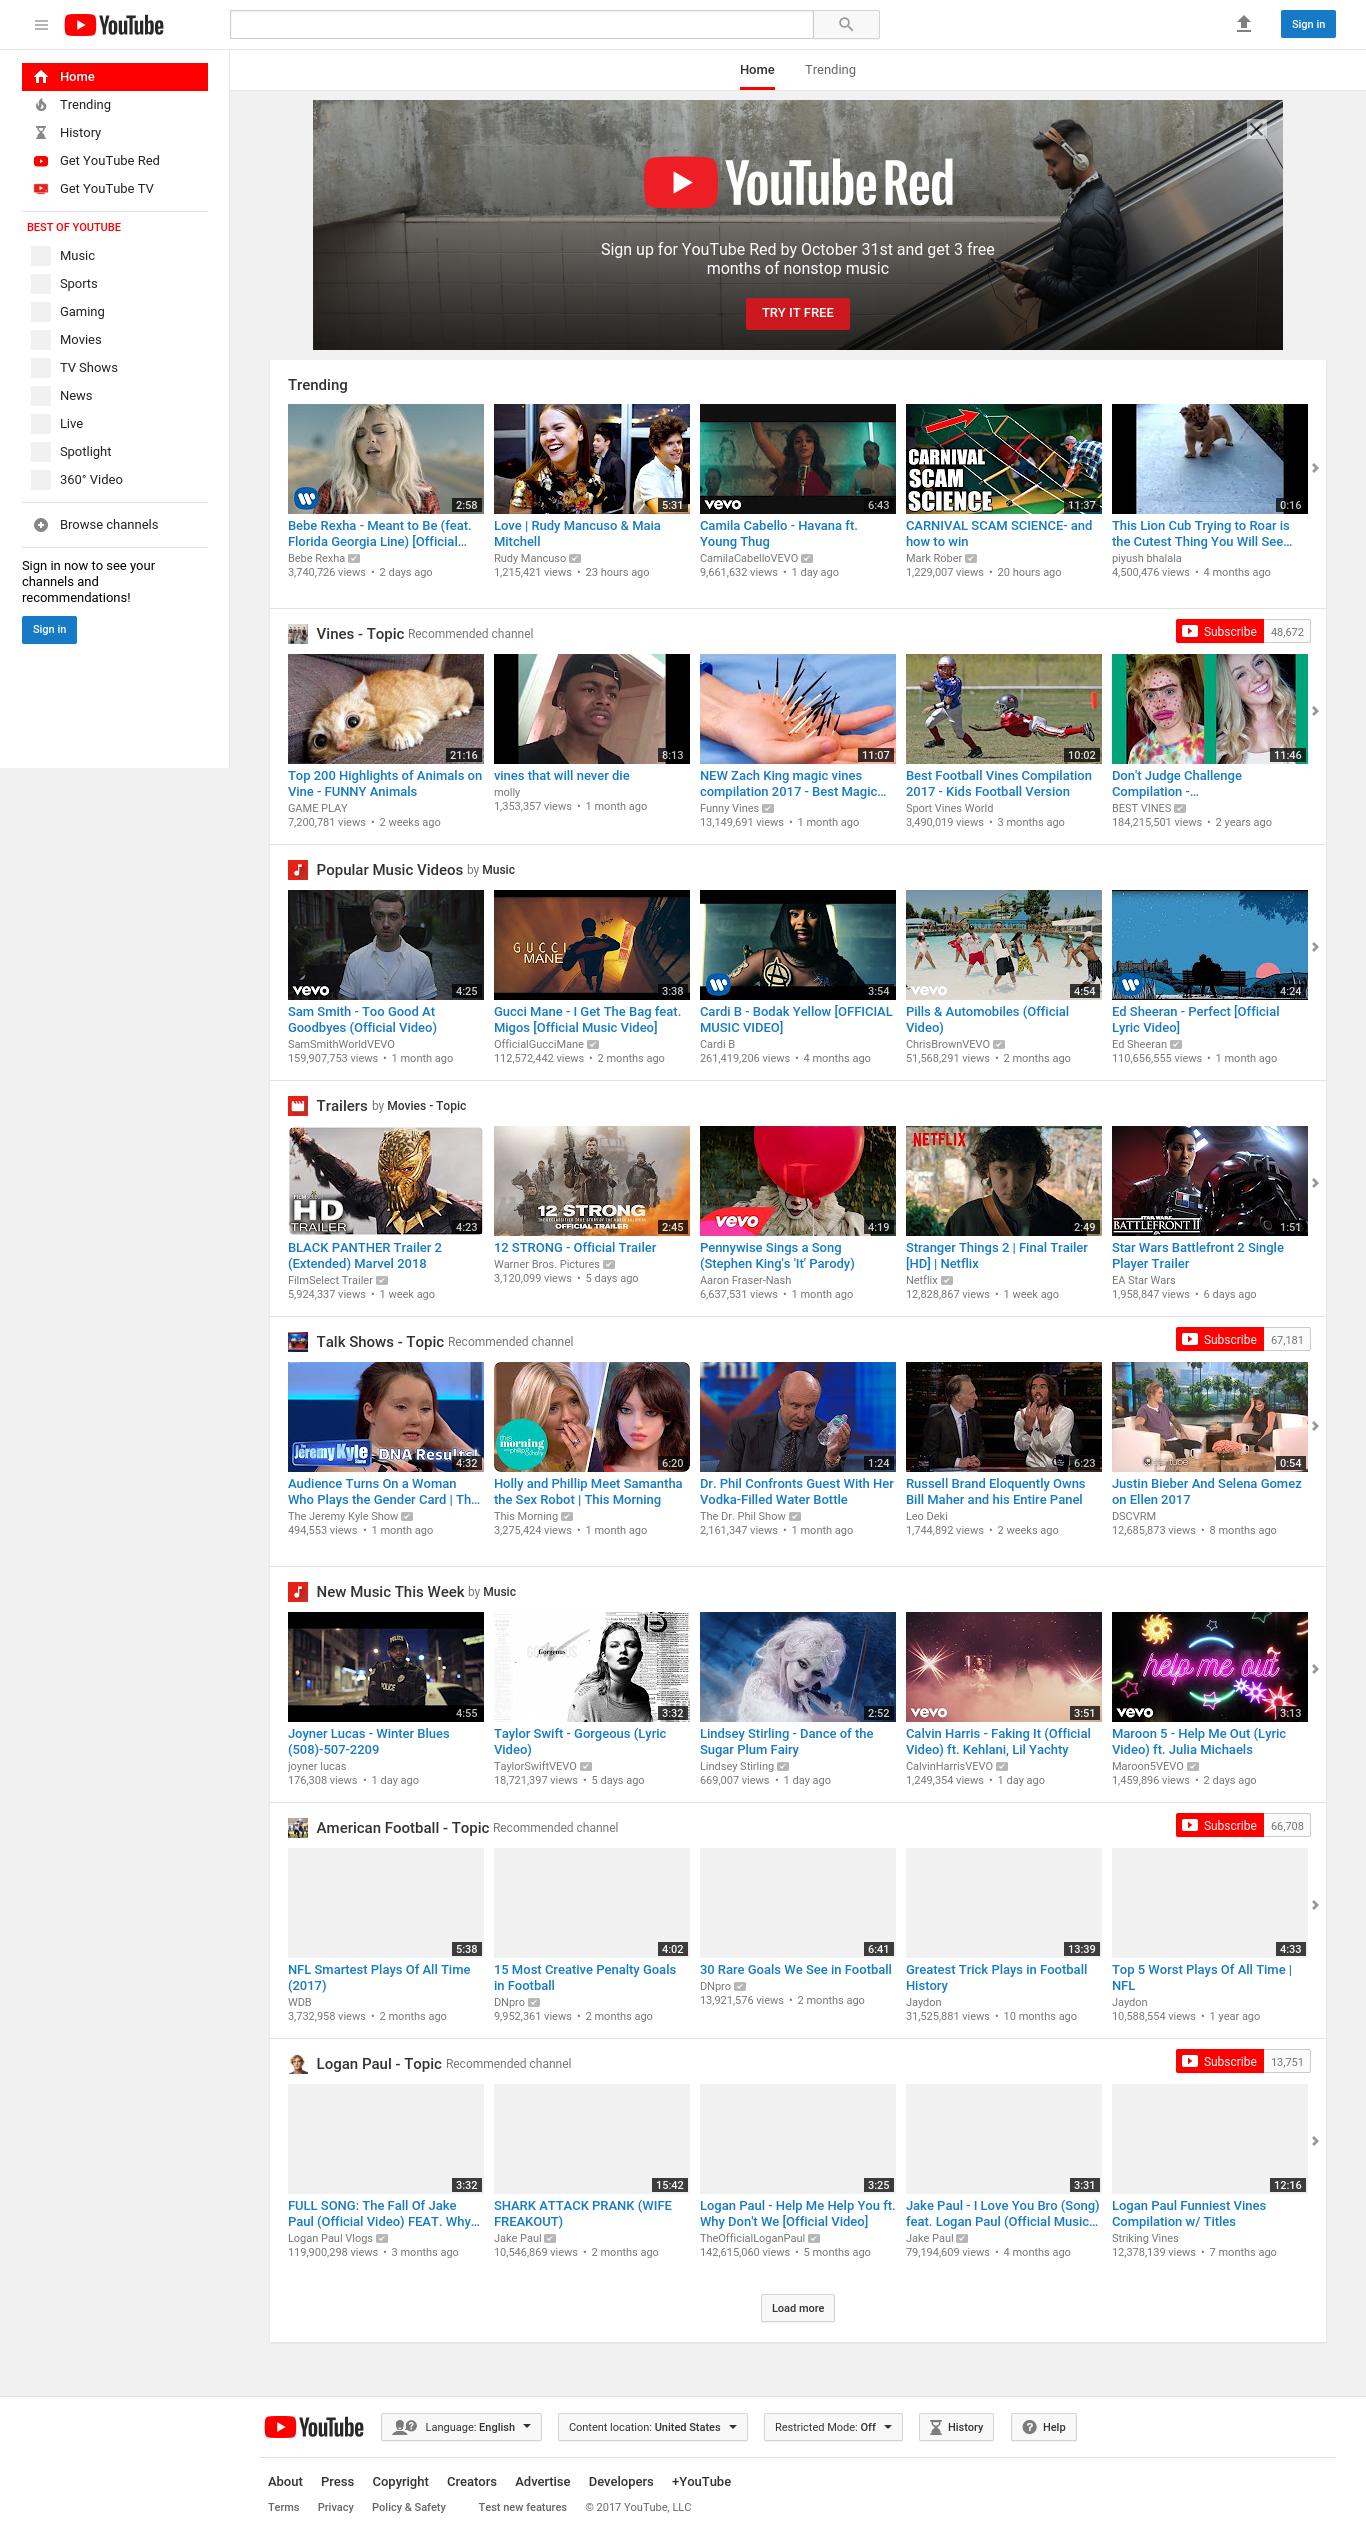 YouTube
Sign in
Home
Trending
History
Get YouTube Red
Get YouTube TV
BEST OF YOUTUBE
Music
Sports
Gaming
Movies
TV Shows
News
Live
Spotlight
360° Video
Browse channels
Sign in now to see your
channels and
recommendations!
Sign in
Home Trending
YouTube Red
Sign up for YouTube Red by October 31st and get 3 free
months of nonstop music
TRY IT FREE
Trending
2:58
Bebe Rexha - Meant to Be (feat.
Florida Georgia Line) [Official...
Bebe Rexha
3,740,726 views • 2 days ago
5:31
Love | Rudy Mancuso & Maia
Mitchell
Rudy Mancuso
1,215,421 views • 23 hours ago
vevo
6:43
Camila Cabello - Havana ft.
Young Thug
CamilaCabelloVEVO
9,661,632 views • 1 day ago
CARNIVAL
SCAM
SCIENCE
11:37
CARNIVAL SCAM SCIENCE- and
how to win
Mark Rober
1,229,007 views • 20 hours ago
0:16
This Lion Cub Trying to Roar is
the Cutest Thing You Will See...
piyush bhalala
4,500,476 views • 4 months ago
Vines - Topic Recommended channel
Subscribe 48,672
21:16
Top 200 Highlights of Animals on
Vine - FUNNY Animals
GAME PLAY
7,200,781 views • 2 weeks ago
8:13
vines that will never die
molly
1,353,357 views • 1 month ago
11:07
NEW Zach King magic vines
compilation 2017 - Best Magic...
Funny Vines
13,149,691 views • 1 month ago
10:02
Best Football Vines Compilation
2017 - Kids Football Version
Sport Vines World
3,490,019 views • 3 months ago
11:46
Don't Judge Challenge
Compilation -...
BEST VINES
184,215,501 views • 2 years ago
Popular Music Videos by Music
vevo
4:25
Sam Smith - Too Good At
Goodbyes (Official Video)
SamSmithWorldVEVO
159,907,753 views • 1 month ago
GUCCI
MANE
3:38
Gucci Mane - I Get The Bag feat.
Migos [Official Music Video]
OfficialGucciMane
112,572,442 views • 2 months ago
3:54
Cardi B - Bodak Yellow [OFFICIAL
MUSIC VIDEO]
Cardi B
261,419,206 views • 4 months ago
vevo
4:54
Pills & Automobiles (Official
Video)
ChrisBrownVEVO
51,568,291 views • 2 months ago
4:24
Ed Sheeran - Perfect [Official
Lyric Video]
Ed Sheeran
110,656,555 views • 1 month ago
Trailers by Movies - Topic
HD
TRAILER
4:23
BLACK PANTHER Trailer 2
(Extended) Marvel 2018
FilmSelect Trailer
5,924,337 views • 1 week ago
12 STRONG
OFFICIAL TRAILER
2:45
12 STRONG - Official Trailer
Warner Bros. Pictures
3,120,099 views • 5 days ago
IT
vevo
4:19
Pennywise Sings a Song
(Stephen King's 'It' Parody)
Aaron Fraser-Nash
6,637,531 views • 1 month ago
NETFLIX
2:49
Stranger Things 2 | Final Trailer
[HD] | Netflix
Netflix
12,828,867 views • 1 week ago
STAR WARS
BATTLEFRONT II
1:51
Star Wars Battlefront 2 Single
Player Trailer
EA Star Wars
1,958,847 views • 6 days ago
Talk Shows - Topic Recommended channel
Subscribe 67,181
Jeremy Kyle
DNA Results!
4:32
Audience Turns On a Woman
Who Plays the Gender Card | Th...
The Jeremy Kyle Show
494,553 views • 1 month ago
this
morning
6:20
Holly and Phillip Meet Samantha
the Sex Robot | This Morning
This Morning
3,275,424 views • 1 month ago
Phil
1:24
Dr. Phil Confronts Guest With Her
Vodka-Filled Water Bottle
The Dr. Phil Show
2,161,347 views • 1 month ago
6:23
Russell Brand Eloquently Owns
Bill Maher and his Entire Panel
Leo Deki
1,744,892 views • 2 weeks ago
0:54
Justin Bieber And Selena Gomez
on Ellen 2017
DSCVRM
12,685,873 views • 8 months ago
New Music This Week by Music
POLICE
4:55
Joyner Lucas - Winter Blues
(508)-507-2209
joyner lucas
176,308 views • 1 day ago
Gorgeous
3:32
Taylor Swift - Gorgeous (Lyric
Video)
TaylorSwiftVEVO
18,721,397 views • 5 days ago
2:52
Lindsey Stirling - Dance of the
Sugar Plum Fairy
Lindsey Stirling
669,007 views • 1 day ago
vevo
3:51
Calvin Harris - Faking It (Official
Video) ft. Kehlani, Lil Yachty
CalvinHarrisVEVO
1,249,354 views • 1 day ago
help me out
vevo
3:13
Maroon 5 - Help Me Out (Lyric
Video) ft. Julia Michaels
Maroon5VEVO
1,459,896 views • 2 days ago
American Football - Topic Recommended channel
Subscribe 66,708
5:38
NFL Smartest Plays Of All Time
(2017)
WDB
3,732,958 views • 2 months ago
4:02
15 Most Creative Penalty Goals
in Football
DNpro
9,952,361 views • 2 months ago
6:41
30 Rare Goals We See in Football
DNpro
13,921,576 views • 2 months ago
13:39
Greatest Trick Plays in Football
History
Jaydon
31,525,881 views • 10 months ago
4:33
Top 5 Worst Plays Of All Time |
NFL
Jaydon
10,588,554 views • 1 year ago
Logan Paul - Topic Recommended channel
Subscribe 13,751
3:32
FULL SONG: The Fall Of Jake
Paul (Official Video) FEAT. Why...
Logan Paul Vlogs
119,900,298 views • 3 months ago
15:42
SHARK ATTACK PRANK (WIFE
FREAKOUT)
Jake Paul
10,546,869 views • 2 months ago
3:25
Logan Paul - Help Me Help You ft.
Why Don't We [Official Video]
TheOfficialLoganPaul
142,615,060 views • 5 months ago
3:31
Jake Paul - I Love You Bro (Song)
feat. Logan Paul (Official Music...
Jake Paul
79,194,609 views • 4 months ago
12:16
Logan Paul Funniest Vines
Compilation w/ Titles
Striking Vines
12,378,139 views • 7 months ago
Load more
YouTube
Language: English
Content location: United States
Restricted Mode: Off
History
Help
About Press Copyright Creators Advertise Developers +YouTube
Terms Privacy Policy & Safety Test new features © 2017 YouTube, LLC